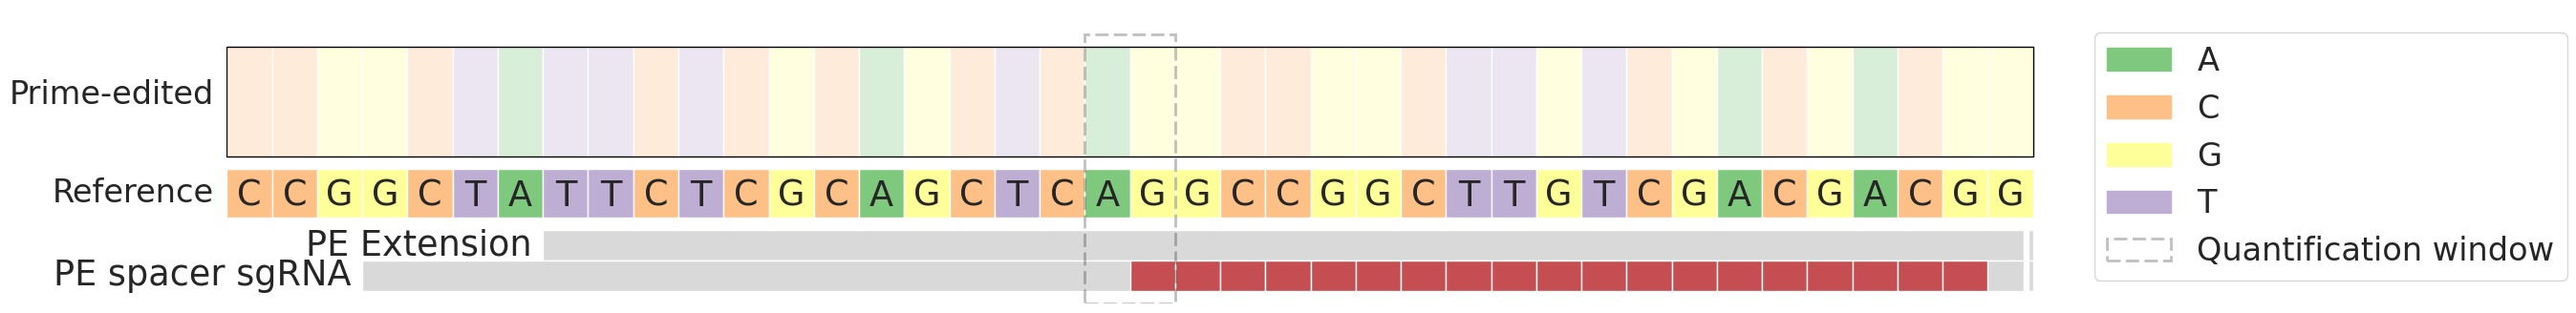 Prime-edited
Reference C C G G C T A T T C T C G C A G C T C A G G C C G G C T T G T C G A C G A C G G
PE Extension
PE spacer sgRNA
A
C
G
T
Quantification window